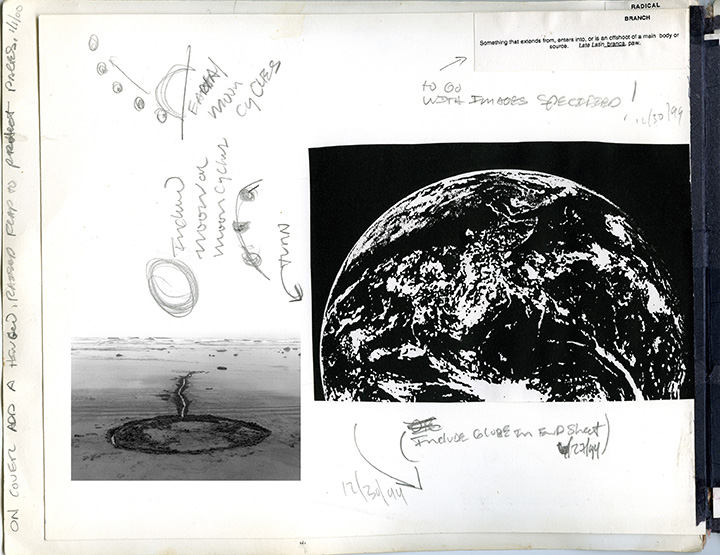 RADICAL
BRANCH
Something that extends from, enters into, or is an offshoot of a main body or
source. Late Latin branca, paw.
to Go
WITH IMAGES SPECIFIED!
12/30/94
EARTH/
MOON
CYCLES
Include
moon or
moon cycles
TURN
ON COVER ADD A HINGED, RAISED FLAP TO PROTECT PAGES, 1/1/00
(Include GLOBE In End Sheet)
/27/94
12/30/94